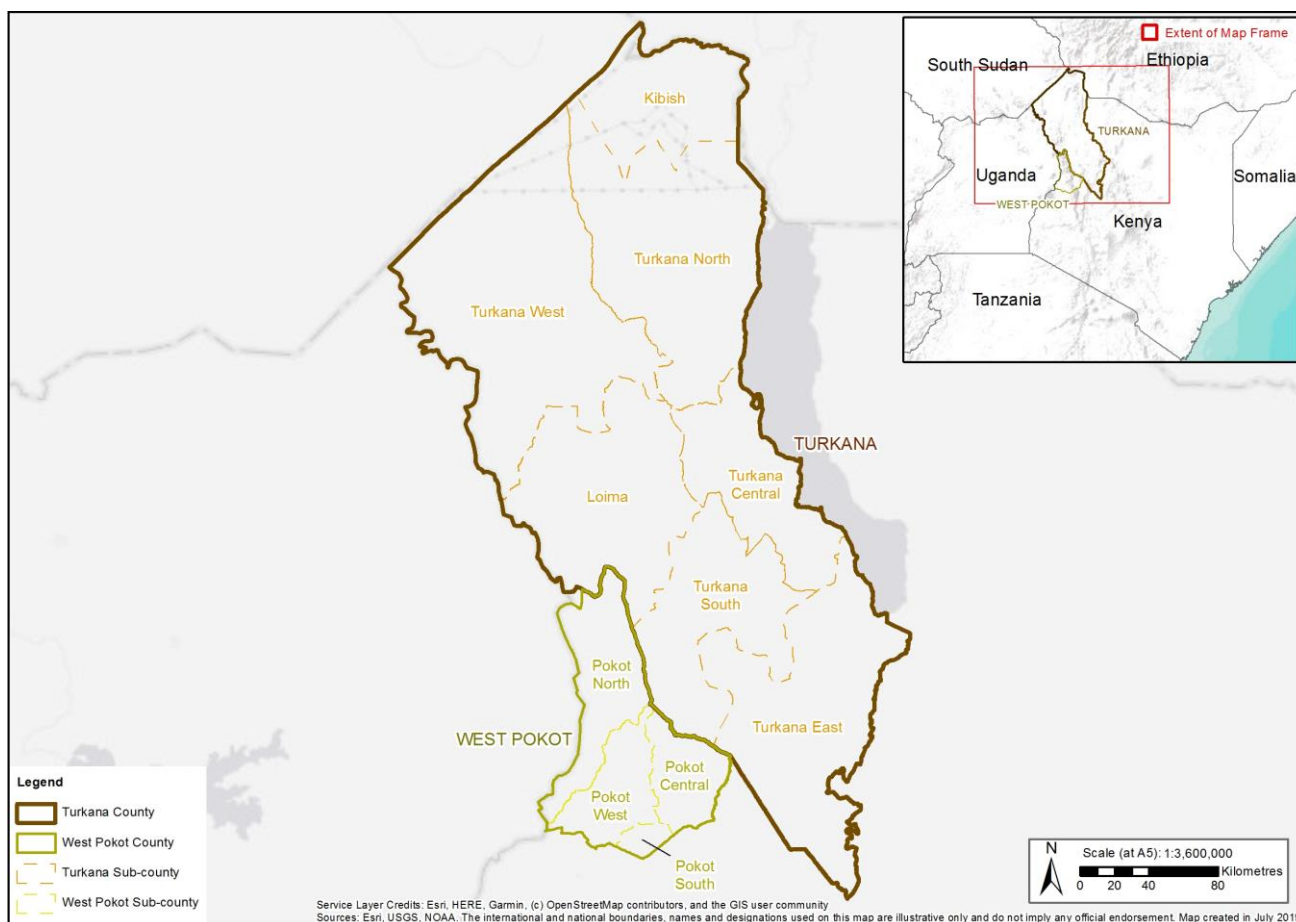 Extent of Map Frame
South Sudan
Ethiopia
TURKANA
Uganda
Somalia
WEST POKOT
Kenya
Tanzania
Kibish
Turkana North
Turkana West
TURKANA
Turkana
Central
Loima
Turkana
South
Pokot
North
Turkana East
WEST POKOT
Pokot
Central
Pokot
West
Pokot
South
Legend
Turkana County
West Pokot County
Turkana Sub-county
West Pokot Sub-county
N
Scale (at A5): 1:3,600,000
Kilometres
0 20 40 80
Service Layer Credits: Esri, HERE, Garmin, (c) OpenStreetMap contributors, and the GIS user community
Sources: Esri, USGS, NOAA. The international and national boundaries, names and designations used on this map are illustrative only and do not imply any official endorsement. Map created in July 2019